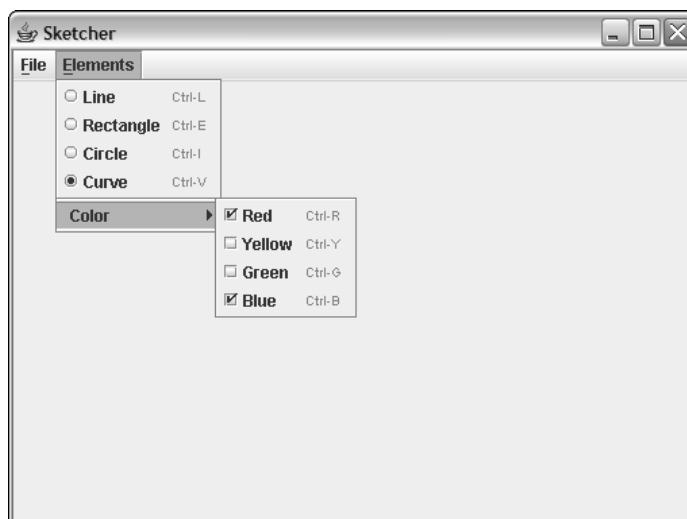 Sketcher
File Elements
Line Ctrl-L
Rectangle Ctrl-E
Circle Ctrl-I
Curve Ctrl-V
Color
Red Ctrl-R
Yellow Ctrl-Y
Green Ctrl-G
Blue Ctrl-B